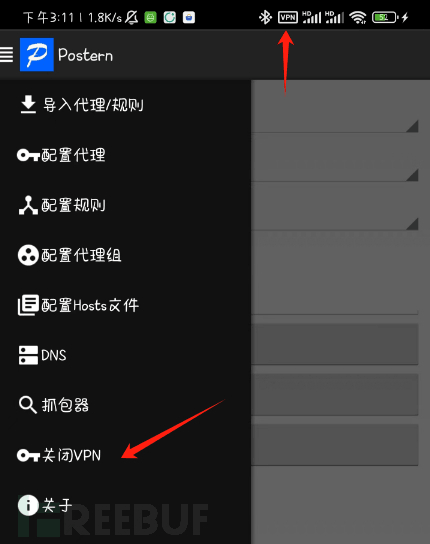 下午3:11 | 1.8K/s
VPN HD HD 50
Postern
导入代理/规则
配置代理
配置规则
配置代理组
配置Hosts文件
DNS
抓包器
关闭VPN
关于
FREEBUF